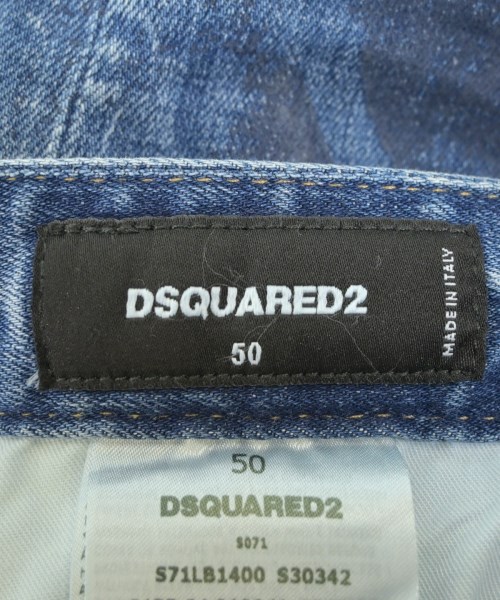 DSQUARED2
50
MADE IN ITALY
50
DSQUARED2
S071
S71LB1400 S30342